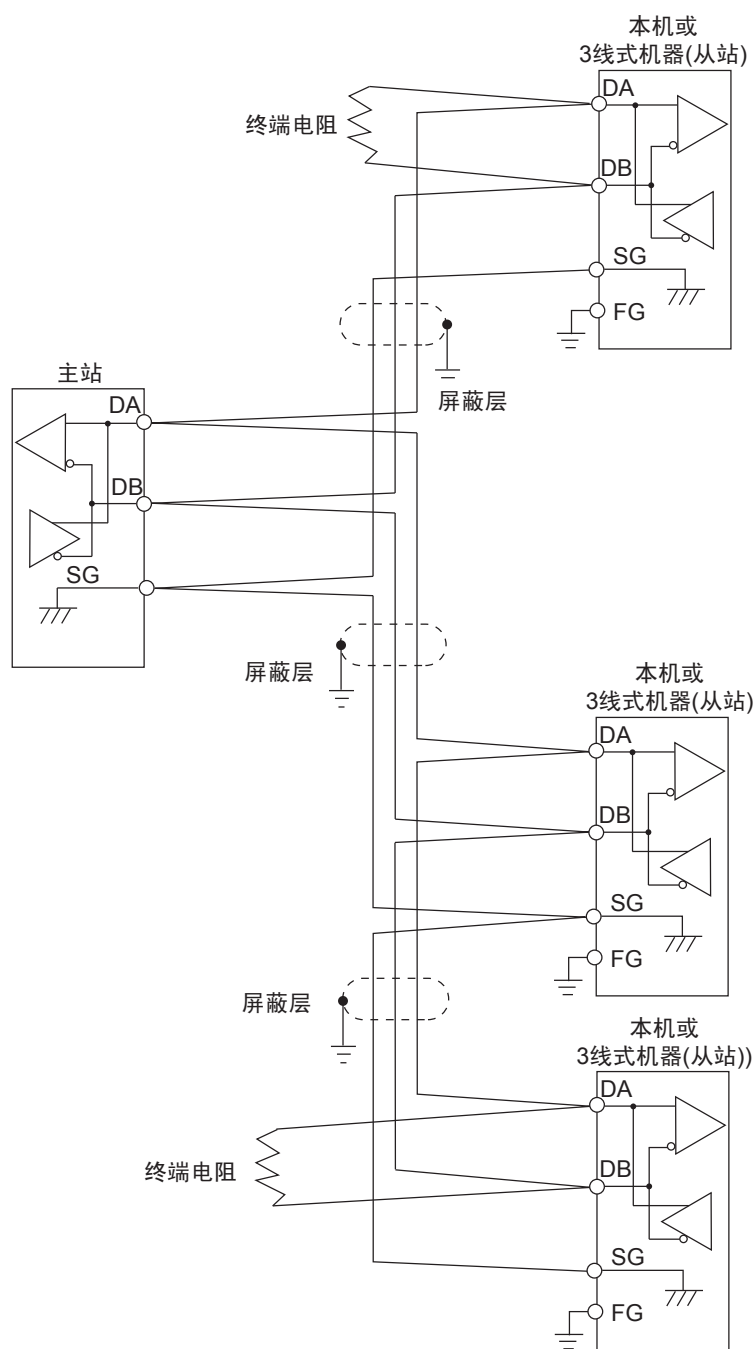 本机或
3线式机器(从站)
DA
终端电阻
DB
SG
FG
屏蔽层
主站
DA
DB
SG
屏蔽层
本机或
3线式机器(从站)
DA
DB
SG
FG
屏蔽层
本机或
3线式机器(从站))
DA
终端电阻
DB
SG
FG